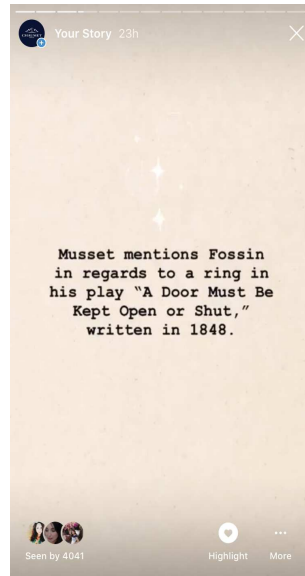 Your Story 23h
Musset mentions Fossin
in regards to a ring in
his play “A Door Must Be
Kept Open or Shut,”
written in 1848.
Seen by 4041
Highlight
More